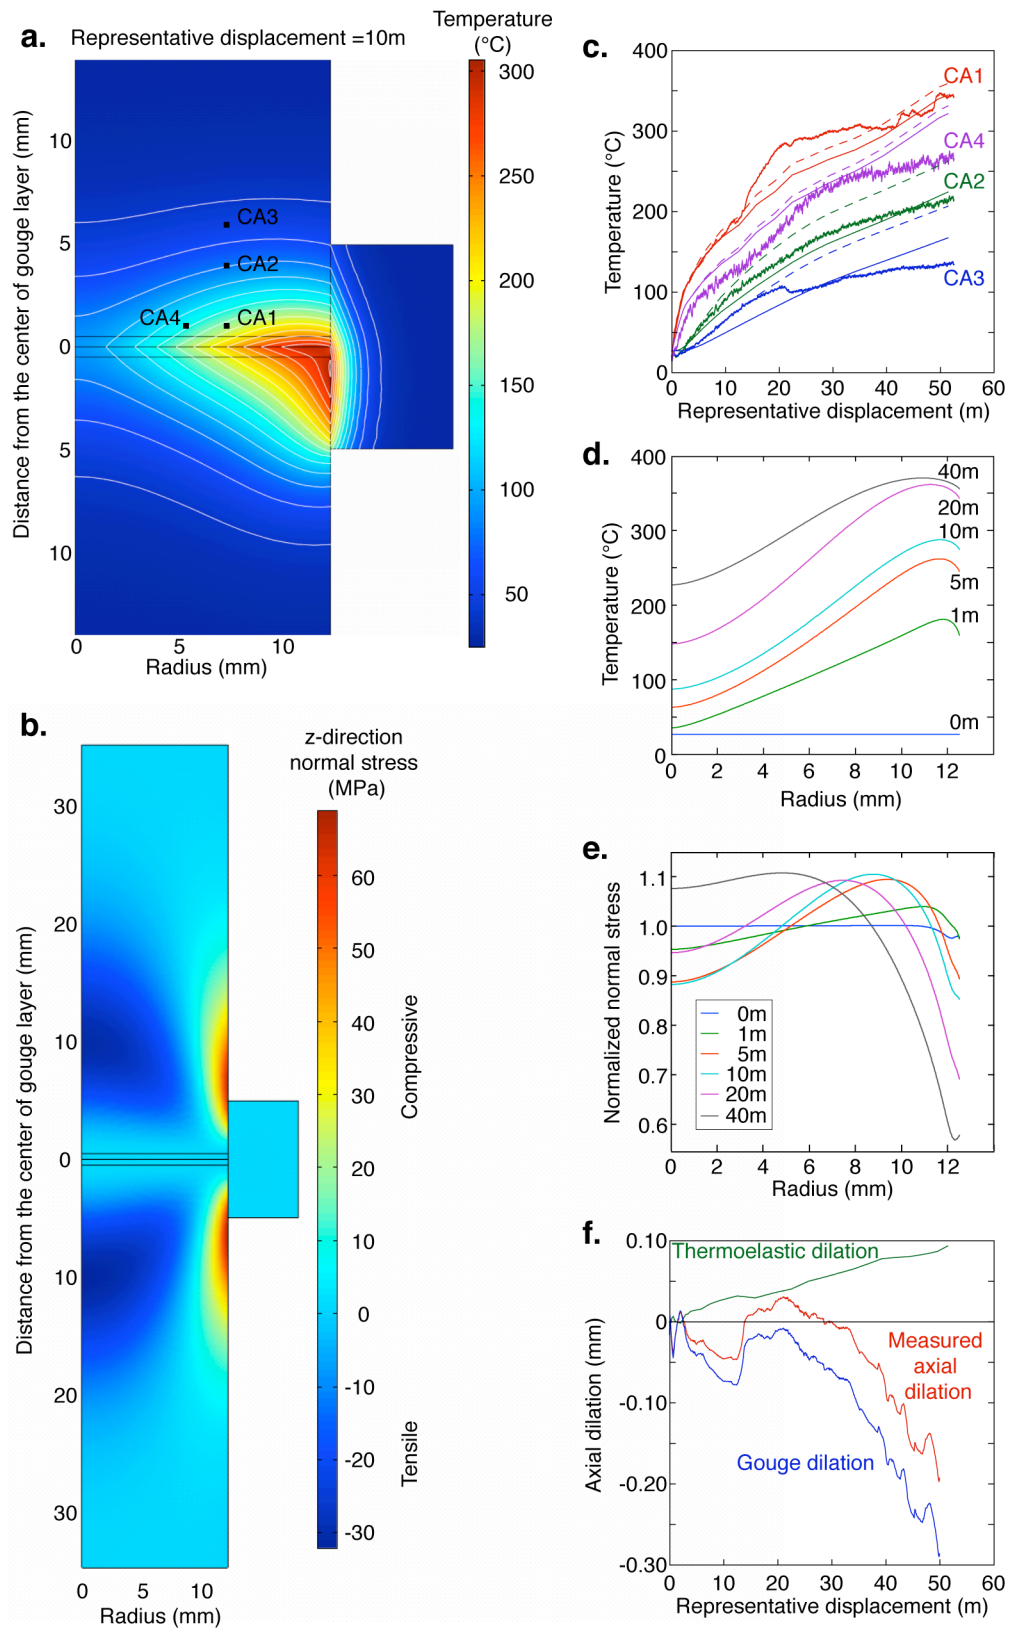 a.
Representative displacement =10m
Temperature
(°C)
Distance from the center of gouge layer (mm)
10
5
0
5
10
CA3
CA2
CA4
CA1
0
5
10
Radius (mm)
300
250
200
150
100
50
b.
z-direction
normal stress
(MPa)
Distance from the center of gouge layer (mm)
30
20
10
0
10
20
30
0
5
10
Radius (mm)
60
50
40
30
20
10
0
-10
-20
-30
Compressive
Tensile
c.
Temperature (°C)
400
300
200
100
0
CA1
CA4
CA2
CA3
0 10 20 30 40 50 60
Representative displacement (m)
d.
Temperature (°C)
400
300
200
100
0
40m
20m
10m
5m
1m
0m
0 2 4 6 8 10 12
Radius (mm)
e.
Normalized normal stress
1.1
1.0
0.9
0.8
0.7
0.6
0m
1m
5m
10m
20m
40m
0 2 4 6 8 10 12
Radius (mm)
f.
Axial dilation (mm)
0.10
0
-0.10
-0.20
-0.30
Thermoelastic dilation
Measured
axial
dilation
Gouge dilation
0 10 20 30 40 50 60
Representative displacement (m)